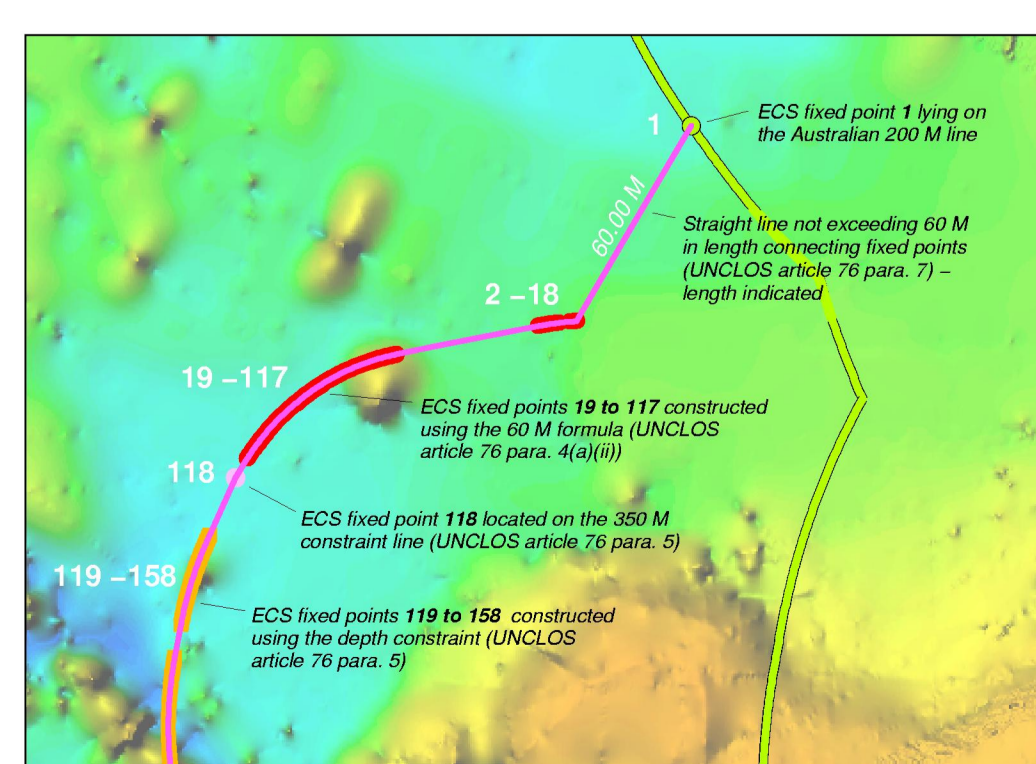 ECS fixed point 1 lying on
the Australian 200 M line
1
60.00 M
Straight line not exceeding 60 M
in length connecting fixed points
(UNCLOS article 76 para. 7) –
length indicated
2 –18
19 –117
ECS fixed points 19 to 117 constructed
using the 60 M formula (UNCLOS
article 76 para. 4(a)(ii))
118
ECS fixed point 118 located on the 350 M
constraint line (UNCLOS article 76 para. 5)
119 –158
ECS fixed points 119 to 158 constructed
using the depth constraint (UNCLOS
article 76 para. 5)